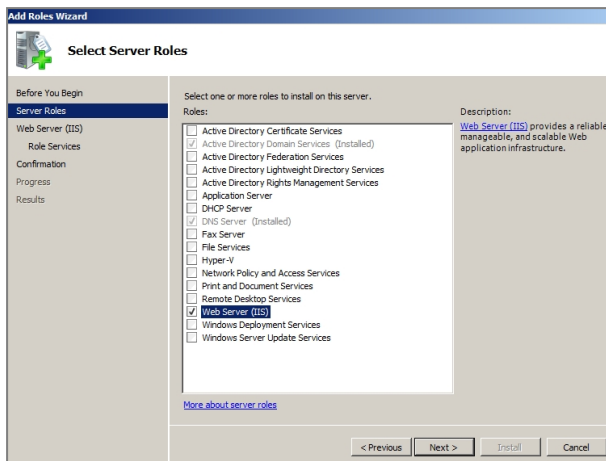 Add Roles Wizard
Select Server Roles
Before You Begin
Server Roles
Web Server (IIS)
Role Services
Confirmation
Progress
Results
Select one or more roles to install on this server.
Roles:
Active Directory Certificate Services
Active Directory Domain Services (Installed)
Active Directory Federation Services
Active Directory Lightweight Directory Services
Active Directory Rights Management Services
Application Server
DHCP Server
DNS Server (Installed)
Fax Server
File Services
Hyper-V
Network Policy and Access Services
Print and Document Services
Remote Desktop Services
Web Server (IIS)
Windows Deployment Services
Windows Server Update Services
More about server roles
Description:
Web Server (IIS) provides a reliable
manageable, and scalable Web
application infrastructure.
< Previous
Next >
Install
Cancel